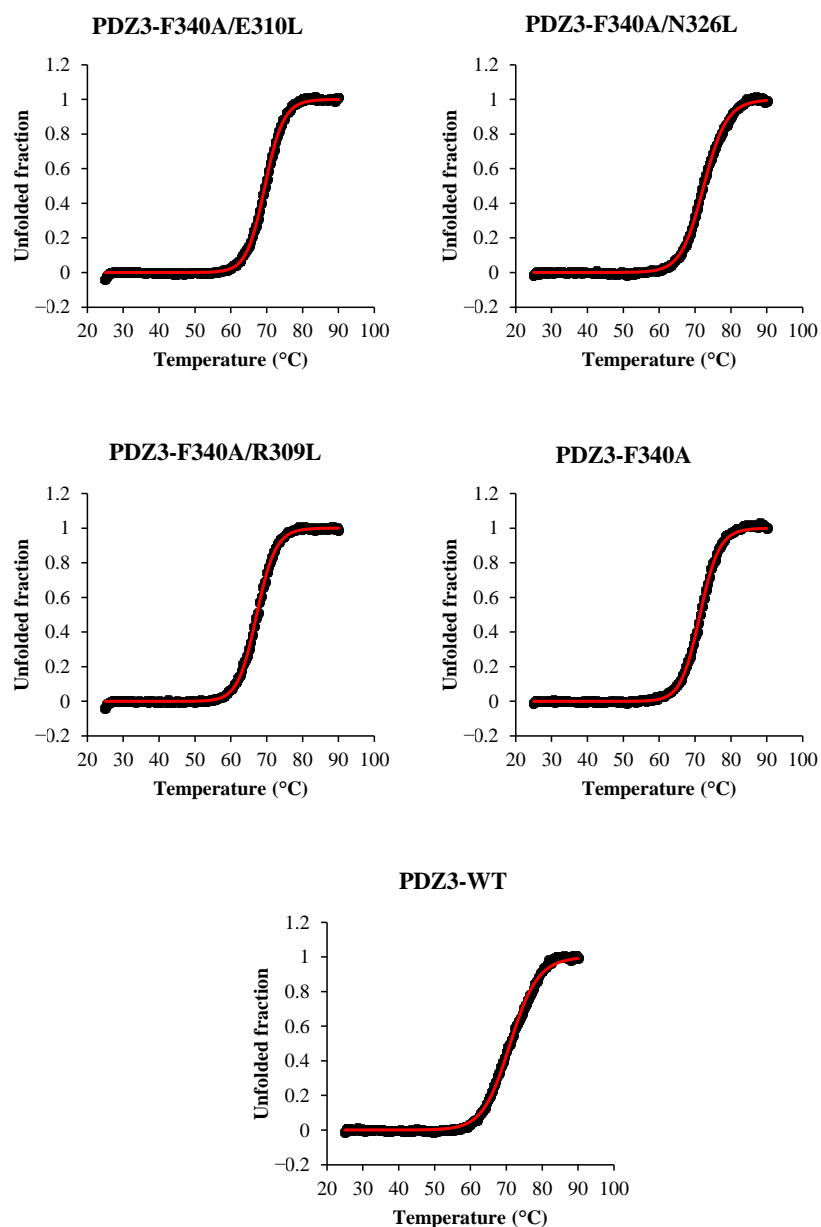 PDZ3-F340A/E310L
1.2
1
0.8
0.6
0.4
0.2
0
−0.2
Unfolded fraction
20 30 40 50 60 70 80 90 100
Temperature (°C)
PDZ3-F340A/N326L
1.2
1
0.8
0.6
0.4
0.2
0
−0.2
Unfolded fraction
20 30 40 50 60 70 80 90 100
Temperature (°C)
PDZ3-F340A/R309L
1.2
1
0.8
0.6
0.4
0.2
0
−0.2
Unfolded fraction
20 30 40 50 60 70 80 90 100
Temperature (°C)
PDZ3-F340A
1.2
1
0.8
0.6
0.4
0.2
0
−0.2
Unfolded fraction
20 30 40 50 60 70 80 90 100
Temperature (°C)
PDZ3-WT
1.2
1
0.8
0.6
0.4
0.2
0
−0.2
Unfolded fraction
20 30 40 50 60 70 80 90 100
Temperature (°C)